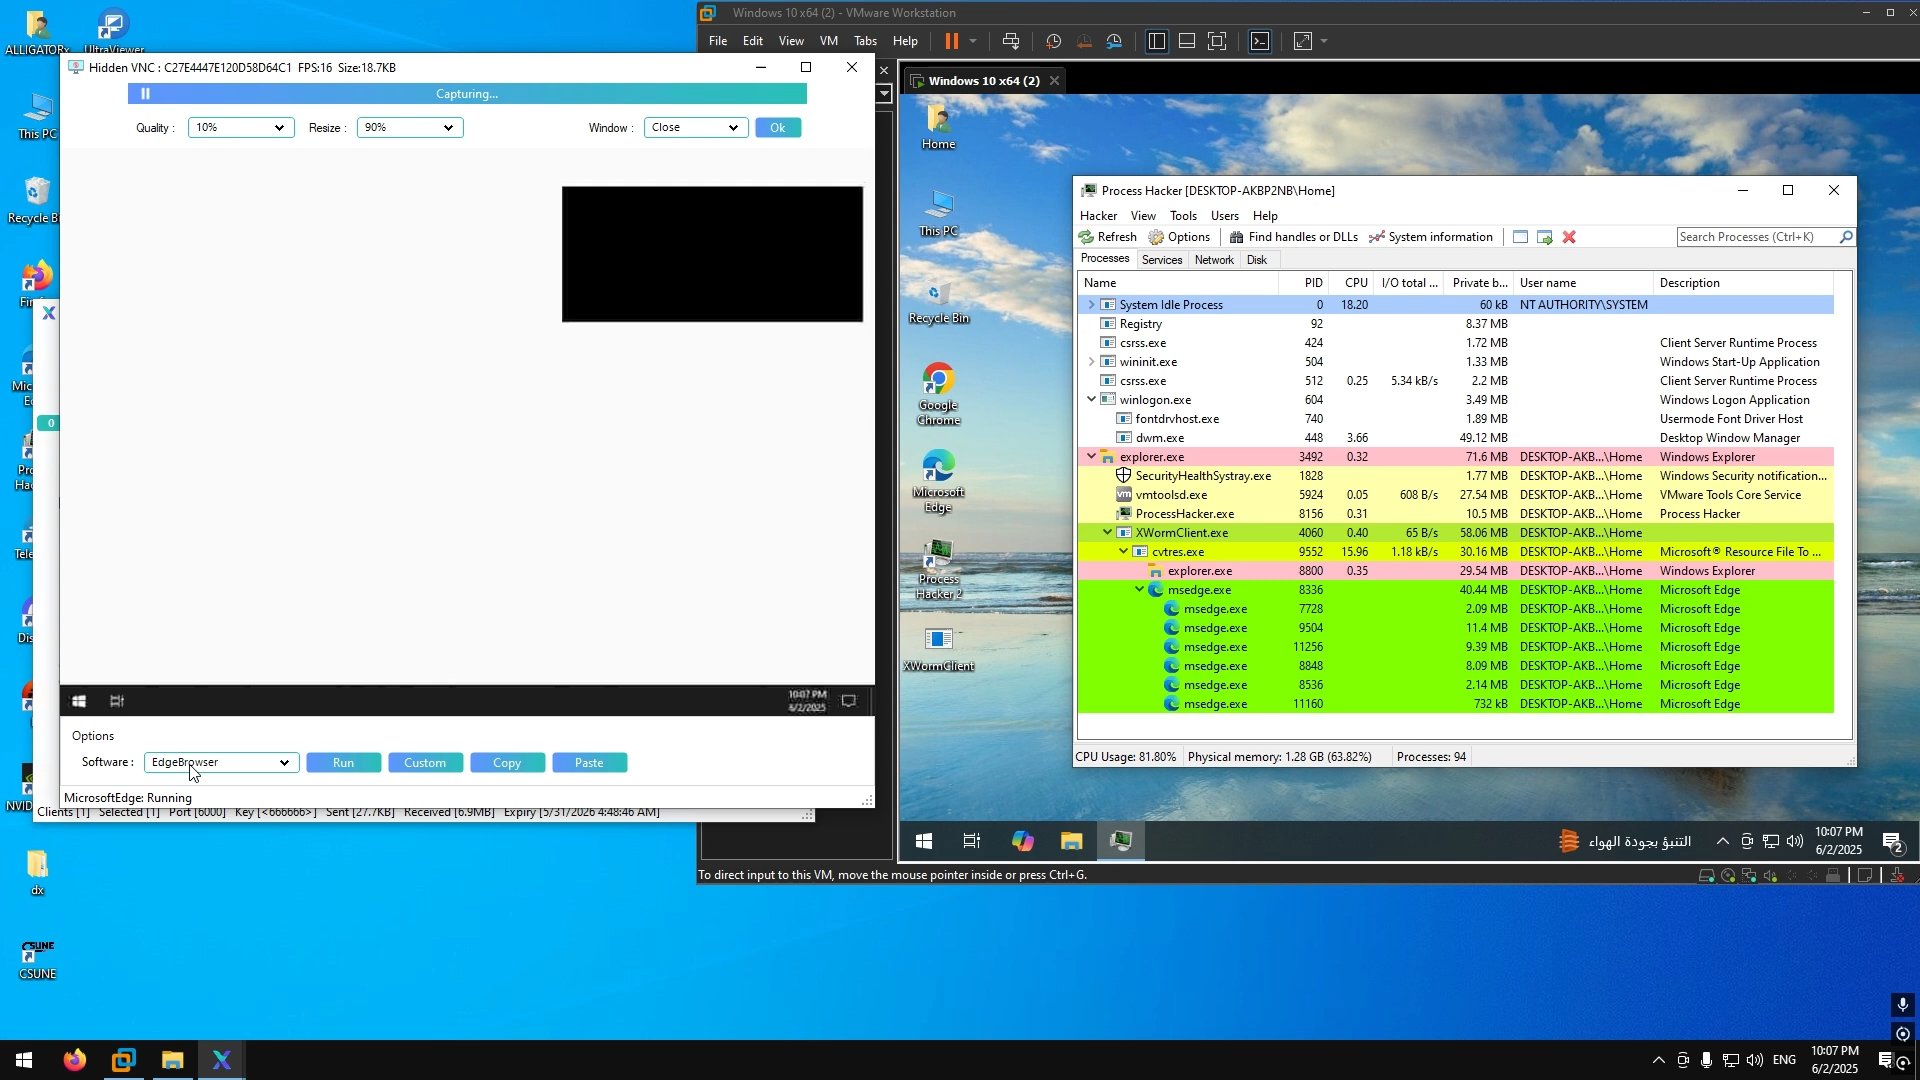 ALLIGATORx
UltraViewer
This PC
Recycle B
Fir
Mic
E
Pro
Ha
Tele
Dis
NVID
dx
CSUNE
CSUNE
Hidden VNC : C27E4447E120D58D64C1 FPS:16 Size:18.7KB
Capturing...
Quality : 10% Resize : 90% Window : Close Ok
10:07 PM
6/2/2025
Options
Software : EdgeBrowser Run Custom Copy Paste
MicrosoftEdge: Running
0
Clients [1] Selected [1] Port [6000] Key [<666666>] Sent [27.7KB] Received [6.9MB] Expiry [5/31/2026 4:48:46 AM]
Windows 10 x64 (2) - VMware Workstation
File Edit View VM Tabs Help
Windows 10 x64 (2)
Home
This PC
Recycle Bin
Google
Chrome
Microsoft
Edge
Process
Hacker 2
XWormClient
Process Hacker [DESKTOP-AKBP2NB\Home]
Hacker View Tools Users Help
Refresh Options Find handles or DLLs System information Search Processes (Ctrl+K)
Processes Services Network Disk
Name PID CPU I/O total ... Private b... User name Description
System Idle Process 0 18.20 60 kB NT AUTHORITY\SYSTEM
Registry 92 8.37 MB
csrss.exe 424 1.72 MB Client Server Runtime Process
wininit.exe 504 1.33 MB Windows Start-Up Application
csrss.exe 512 0.25 5.34 kB/s 2.2 MB Client Server Runtime Process
winlogon.exe 604 3.49 MB Windows Logon Application
fontdrvhost.exe 740 1.89 MB Usermode Font Driver Host
dwm.exe 448 3.66 49.12 MB Desktop Window Manager
explorer.exe 3492 0.32 71.6 MB DESKTOP-AKB...\Home Windows Explorer
SecurityHealthSystray.exe 1828 1.77 MB DESKTOP-AKB...\Home Windows Security notification...
vm vmtoolsd.exe 5924 0.05 608 B/s 27.54 MB DESKTOP-AKB...\Home VMware Tools Core Service
ProcessHacker.exe 8156 0.31 10.5 MB DESKTOP-AKB...\Home Process Hacker
XWormClient.exe 4060 0.40 65 B/s 58.06 MB DESKTOP-AKB...\Home
cvtres.exe 9552 15.96 1.18 kB/s 30.16 MB DESKTOP-AKB...\Home Microsoft® Resource File To ...
explorer.exe 8800 0.35 29.54 MB DESKTOP-AKB...\Home Windows Explorer
msedge.exe 8336 40.44 MB DESKTOP-AKB...\Home Microsoft Edge
msedge.exe 7728 2.09 MB DESKTOP-AKB...\Home Microsoft Edge
msedge.exe 9504 11.4 MB DESKTOP-AKB...\Home Microsoft Edge
msedge.exe 11256 9.39 MB DESKTOP-AKB...\Home Microsoft Edge
msedge.exe 8848 8.09 MB DESKTOP-AKB...\Home Microsoft Edge
msedge.exe 8536 2.14 MB DESKTOP-AKB...\Home Microsoft Edge
msedge.exe 11160 732 kB DESKTOP-AKB...\Home Microsoft Edge
CPU Usage: 81.80% Physical memory: 1.28 GB (63.82%) Processes: 94
التنبؤ بجودة الهواء
10:07 PM
6/2/2025
2
To direct input to this VM, move the mouse pointer inside or press Ctrl+G.
ENG
10:07 PM
6/2/2025